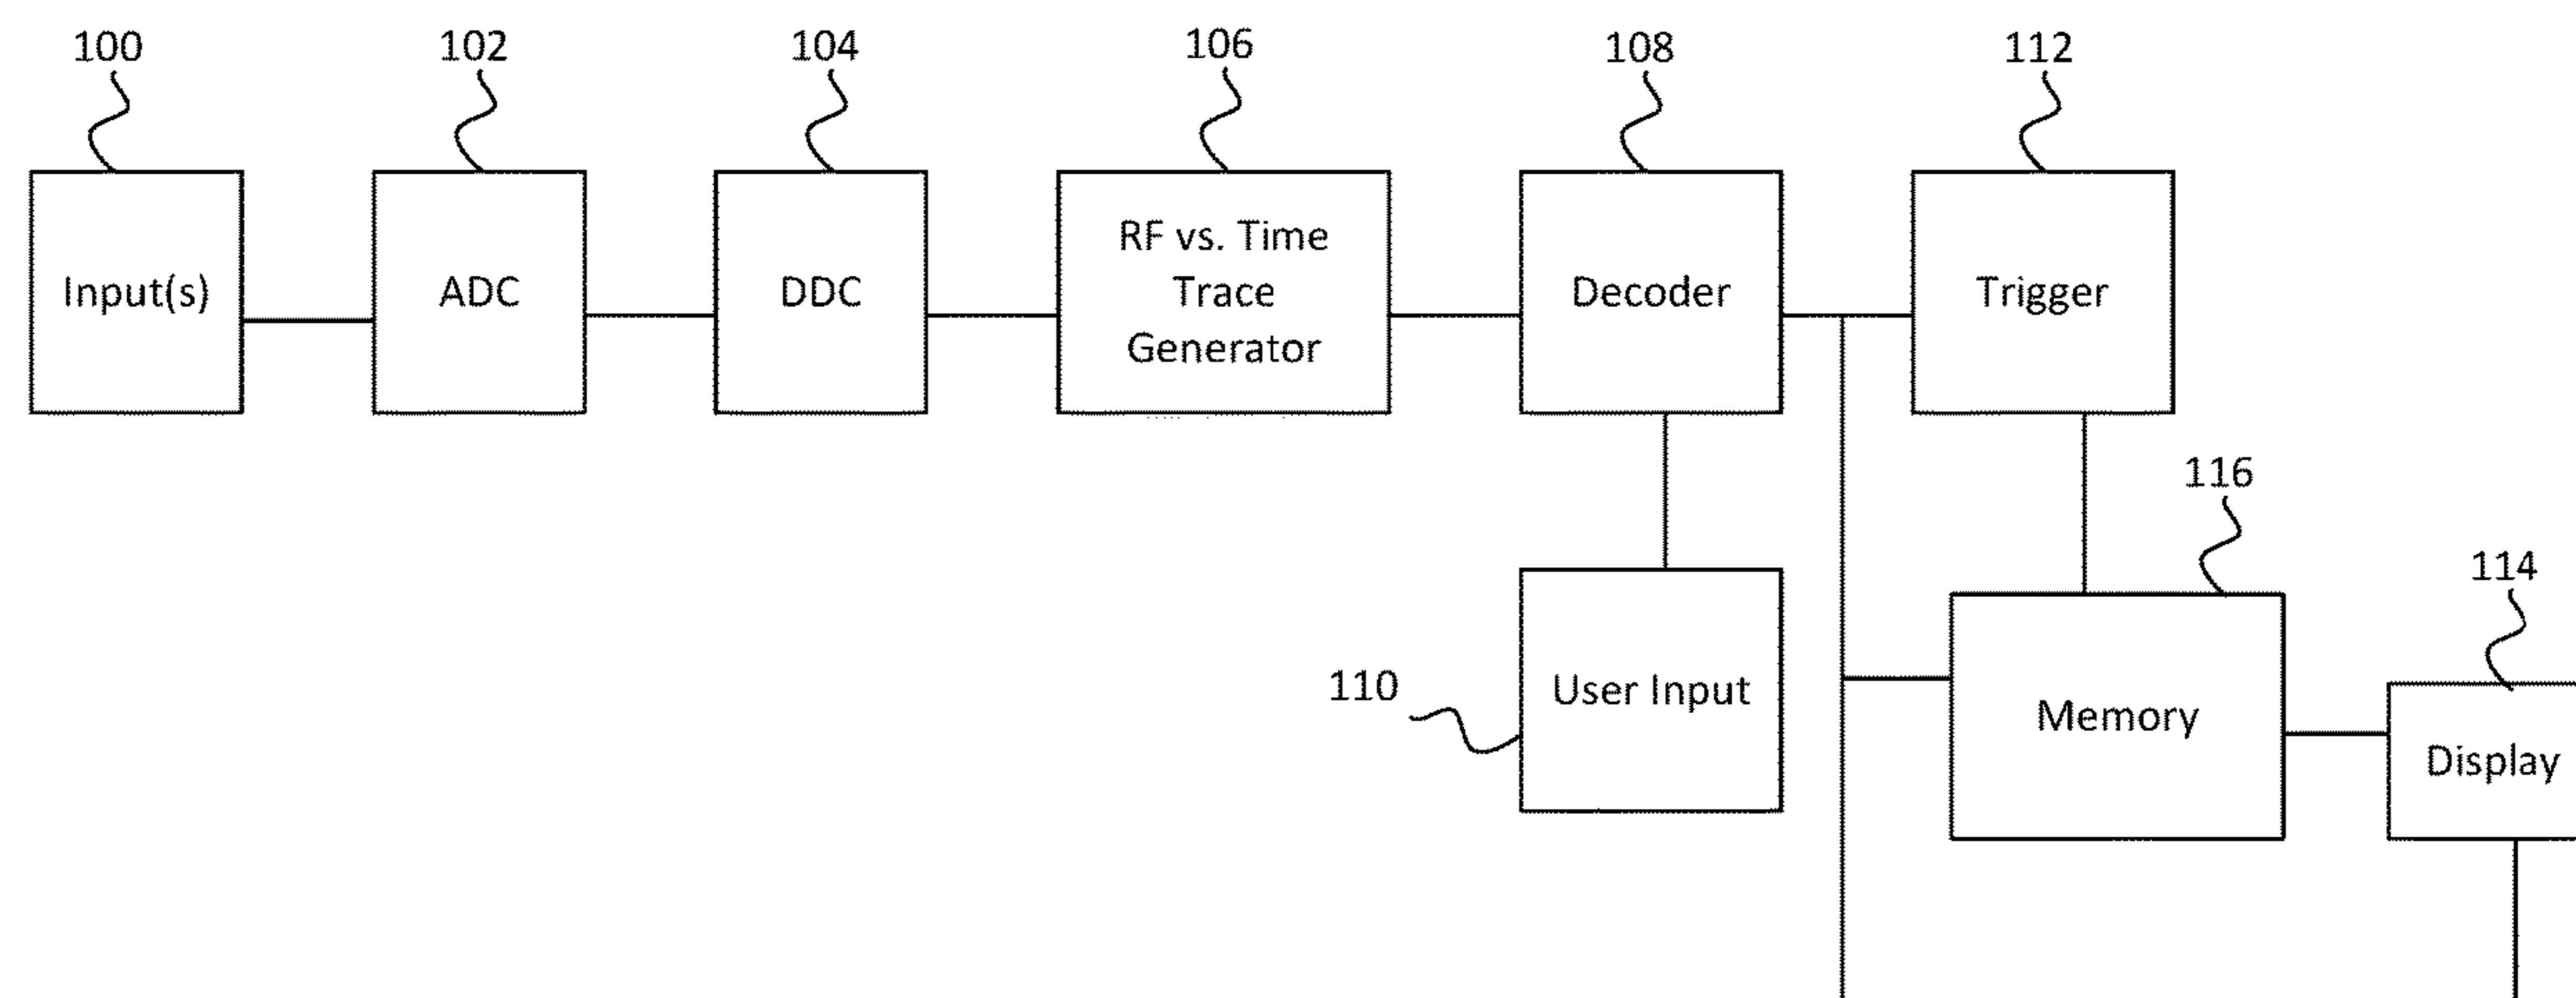 100
102
104
106
108
112
Input(s)
ADC
DDC
RF vs. Time
Trace
Generator
Decoder
Trigger
116
114
110
User Input
Memory
Display